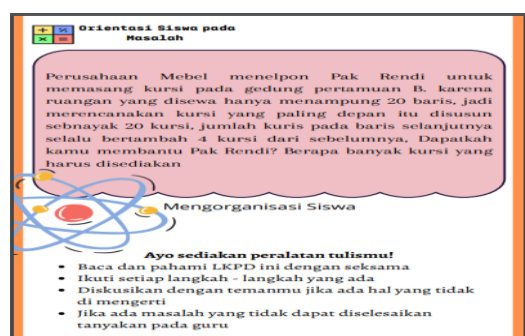 Orientasi Siswa pada
Masalah
Perusahaan Mebel menelpon Pak Rendi untuk
memasang kursi pada gedung pertamuan B. karena
ruangan yang disewa hanya menampung 20 baris, jadi
merencanakan kursi yang paling depan itu disusun
sebnayak 20 kursi, jumlah kuris pada baris selanjutnya
selalu bertambah 4 kursi dari sebelumnya, Dapatkah
kamu membantu Pak Rendi? Berapa banyak kursi yang
harus disediakan
Mengorganisasi Siswa
Ayo sediakan peralatan tulismu!
• Baca dan pahami LKPD ini dengan seksama
• Ikuti setiap langkah - langkah yang ada
• Diskusikan dengan temanmu jika ada hal yang tidak
di mengerti
• Jika ada masalah yang tidak dapat diselesaikan
tanyakan pada guru